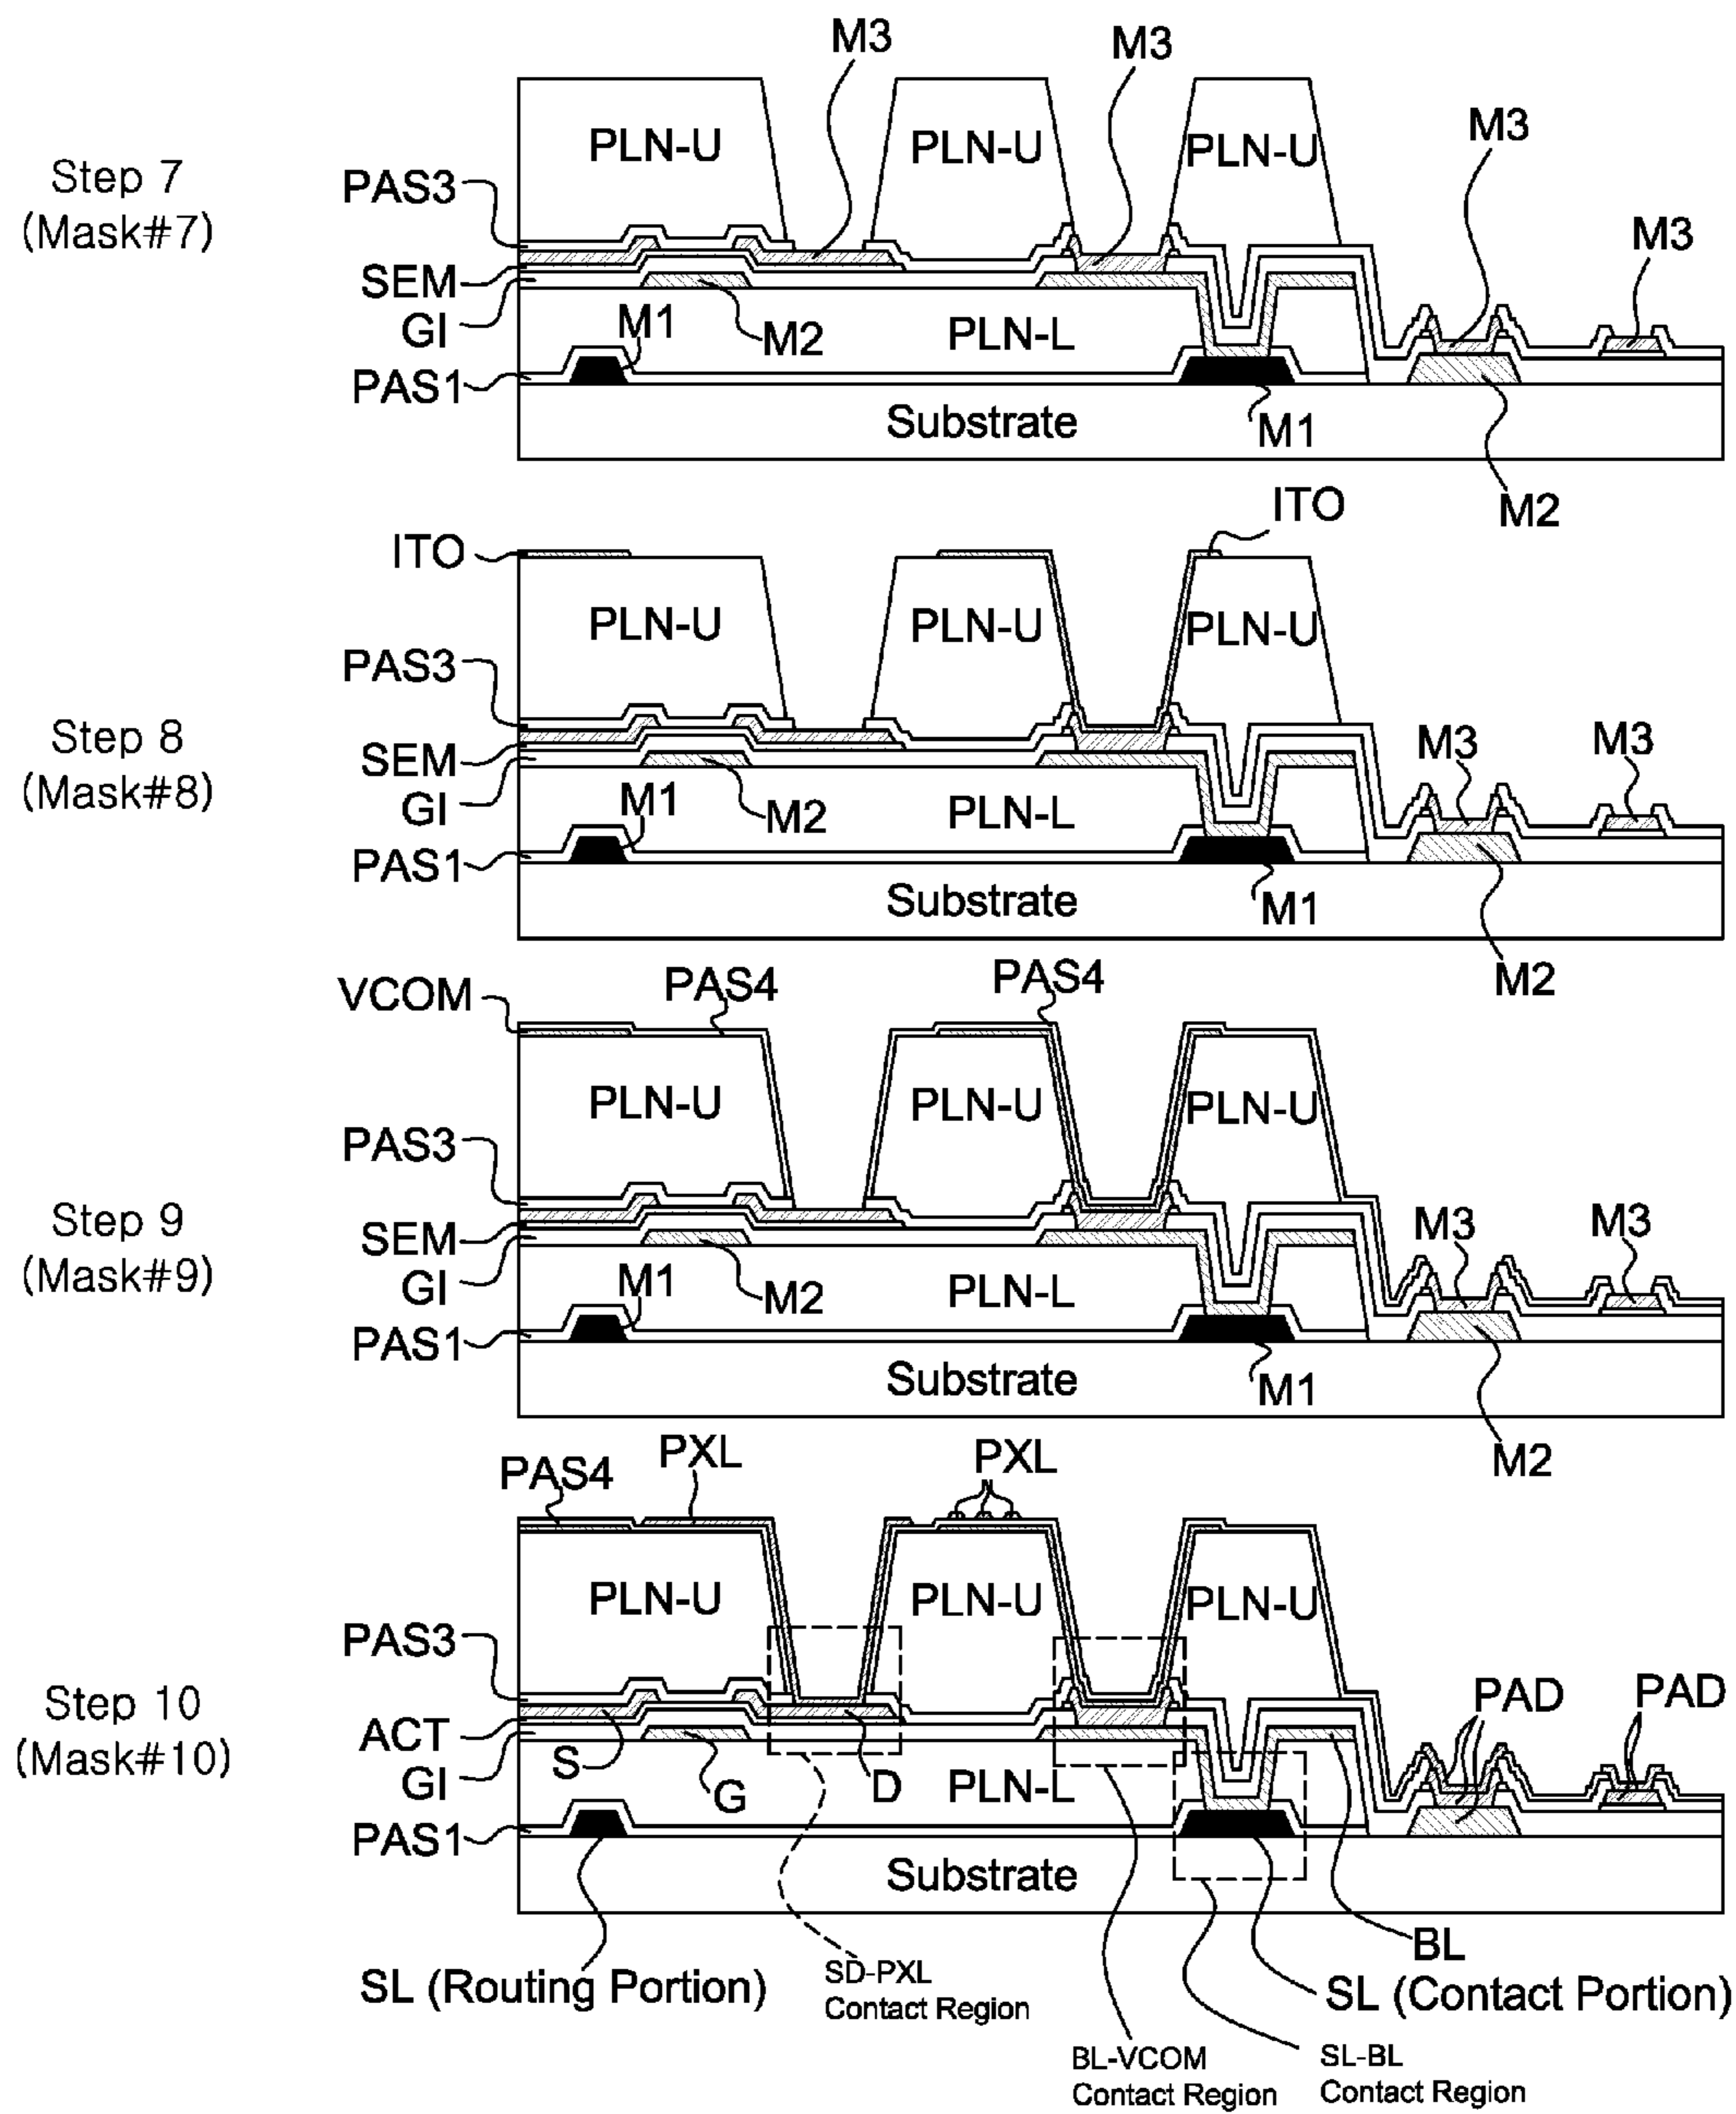 M3
M3
M3
M3
Step 7
(Mask#7)
PLN-U
PLN-U
PLN-U
PAS3
SEM
GI
M1
M2
PLN-L
PAS1
Substrate
M1
M2
ITO
ITO
Step 8
(Mask#8)
PLN-U
PLN-U
PLN-U
PAS3
SEM
GI
M1
M2
PLN-L
M3
M3
PAS1
Substrate
M1
M2
VCOM
PAS4
PAS4
Step 9
(Mask#9)
PLN-U
PLN-U
PLN-U
PAS3
SEM
GI
M1
M2
PLN-L
M3
M3
PAS1
Substrate
M1
M2
PAS4
PXL
PXL
Step 10
(Mask#10)
PLN-U
PLN-U
PLN-U
PAS3
ACT
GI
S
G
D
PLN-L
PAD
PAD
PAS1
Substrate
BL
SL (Routing Portion)
SD-PXL
Contact Region
SL (Contact Portion)
BL-VCOM
Contact Region
SL-BL
Contact Region